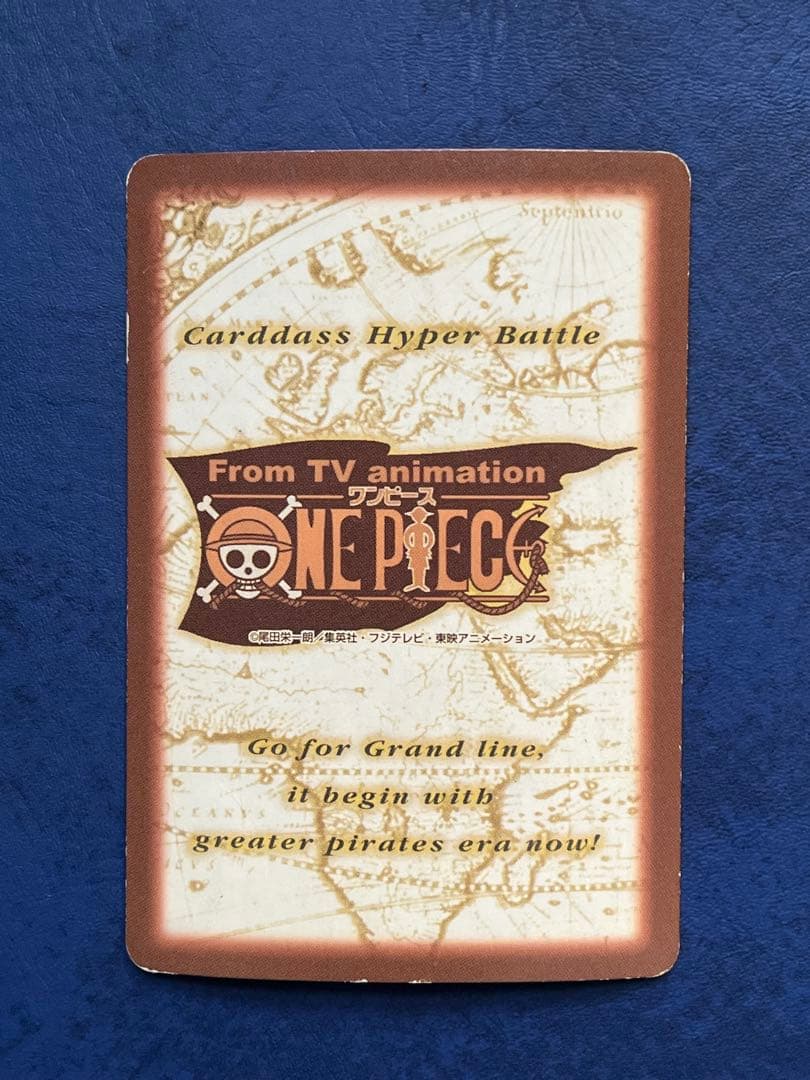 Septentrio
Carddass Hyper Battle
From TV animation
ワンピース
ONE PIECE
©尾田栄一郎／集英社・フジテレビ・東映アニメーション
Go for Grand line,
it begin with
greater pirates era now!